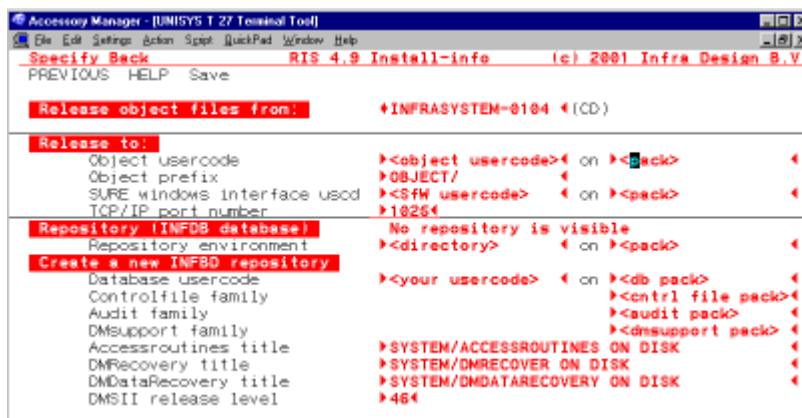 Accessory Manager - [UNISYS T 27 Terminal Tool]
File Edit Settings Action Script QuickPad Window Help
Specify Back RIS 4.9 Install-info (c) 2001 Infra Design B.V
PREVIOUS HELP Save
Release object files from: INFRASYSTEM-0104 (CD)
Release to:
Object usercode <object usercode> on <pack>
Object prefix OBJECT/
SURE windows interface uscd <SfW usercode> on <pack>
TCP/IP port number 1025
Repository (INFDB database) No repository is visible
Repository environment <directory> on <pack>
Create a new INFBD repository
Database usercode <your usercode> on <db pack>
Controlfile family <cntrl file pack>
Audit family <audit pack>
DMsupport family <dmsupport pack>
Accessroutines title SYSTEM/ACCESSROUTINES ON DISK
DMRecovery title SYSTEM/DMRECOVER ON DISK
DMDataRecovery title SYSTEM/DMDATARECOVERY ON DISK
DMSII release level 46